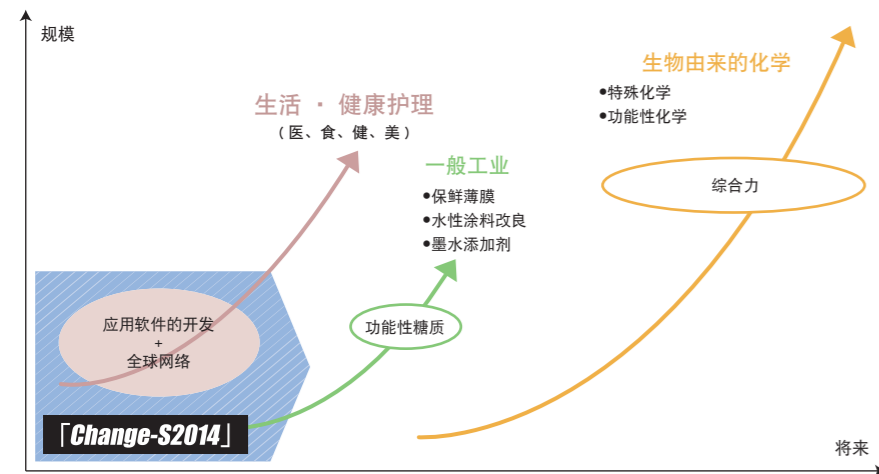 规模
生物由来的化学
●特殊化学
●功能性化学
生活 · 健康护理
（医、食、健、美）
一般工业
●保鲜薄膜
●水性涂料改良
●墨水添加剂
综合力
应用软件的开发
+
全球网络
功能性糖质
「Change-S2014」
将来